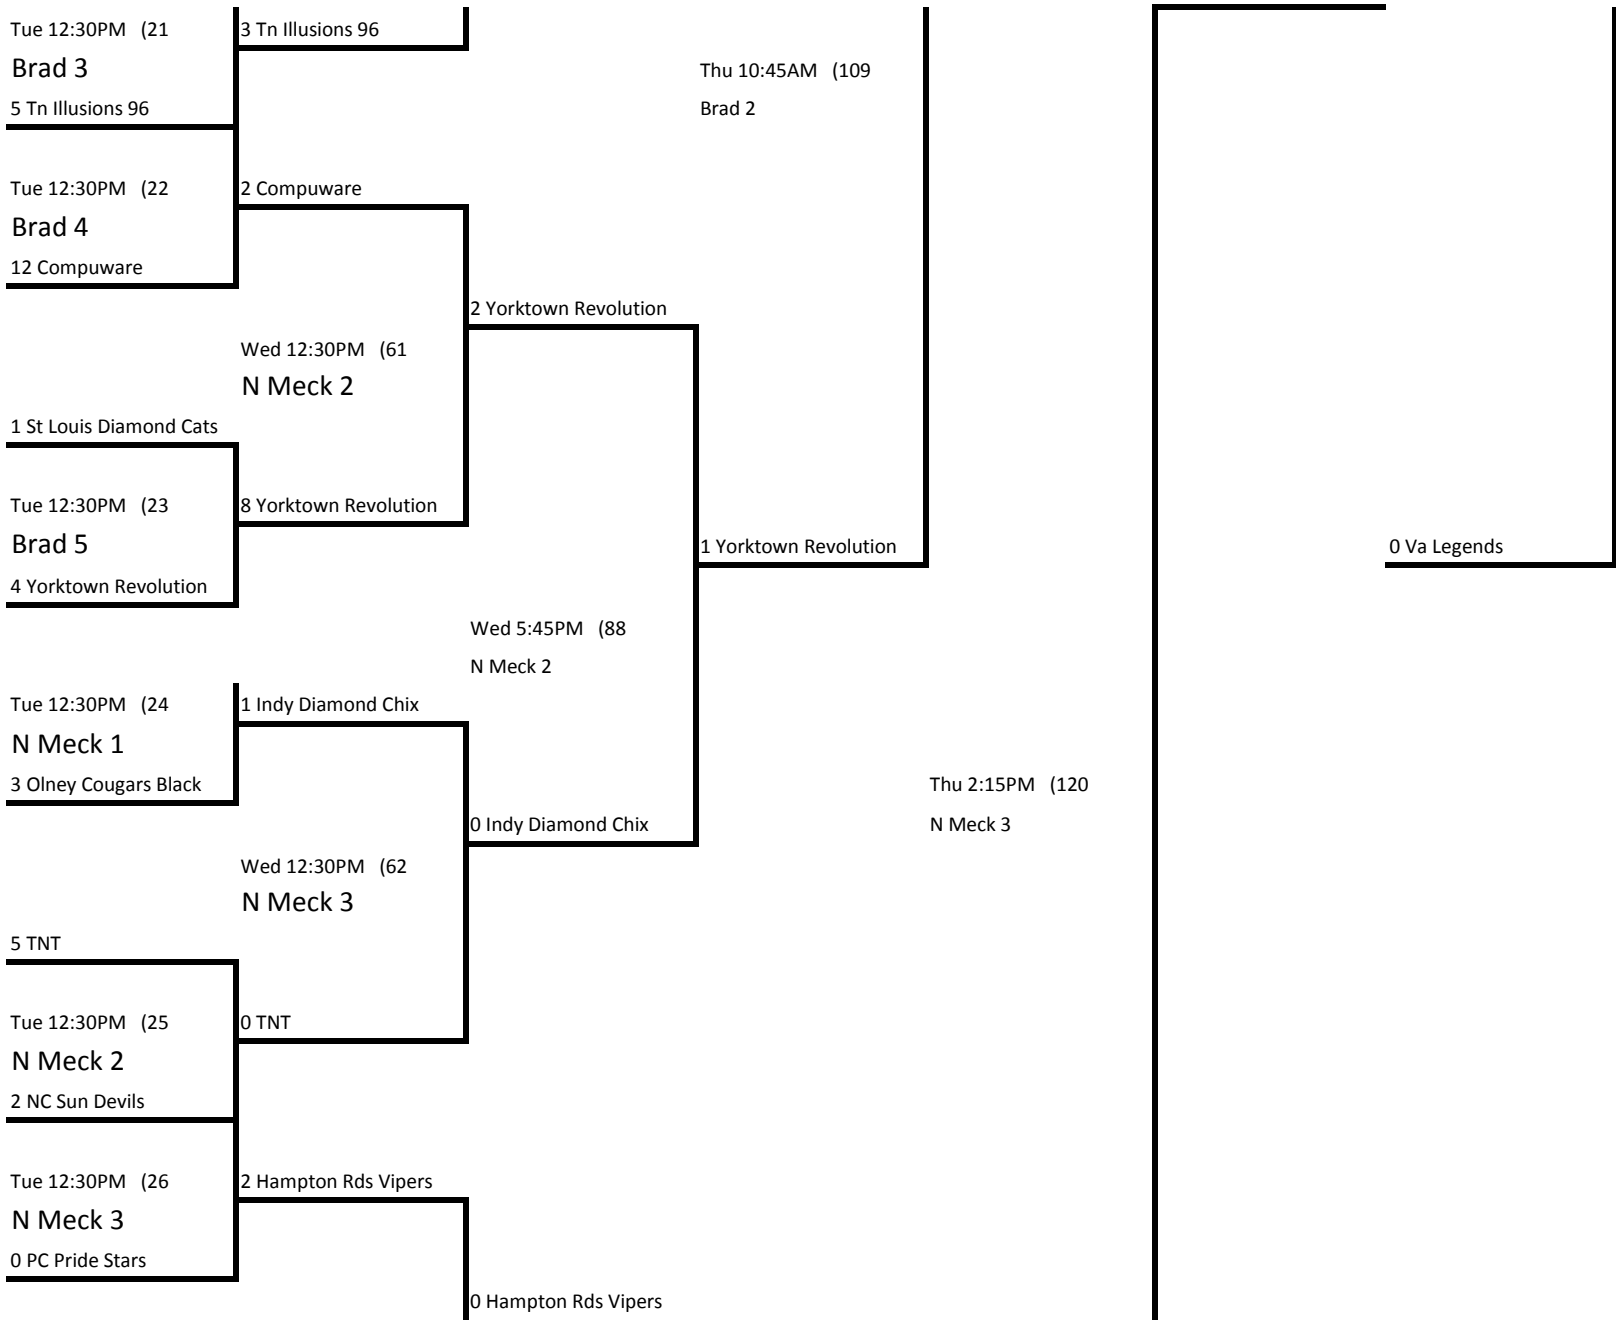 Tue 12:30PM (21
3 Tn Illusions 96
Brad 3
Thu 10:45AM (109
5 Tn Illusions 96
Brad 2
Tue 12:30PM (22
2 Compuware
Brad 4
12 Compuware
2 Yorktown Revolution
Wed 12:30PM (61
N Meck 2
1 St Louis Diamond Cats
Tue 12:30PM (23
8 Yorktown Revolution
Brad 5
1 Yorktown Revolution
0 Va Legends
4 Yorktown Revolution
Wed 5:45PM (88
N Meck 2
Tue 12:30PM (24
1 Indy Diamond Chix
N Meck 1
3 Olney Cougars Black
Thu 2:15PM (120
0 Indy Diamond Chix
N Meck 3
Wed 12:30PM (62
N Meck 3
5 TNT
Tue 12:30PM (25
0 TNT
N Meck 2
2 NC Sun Devils
Tue 12:30PM (26
2 Hampton Rds Vipers
N Meck 3
0 PC Pride Stars
0 Hampton Rds Vipers